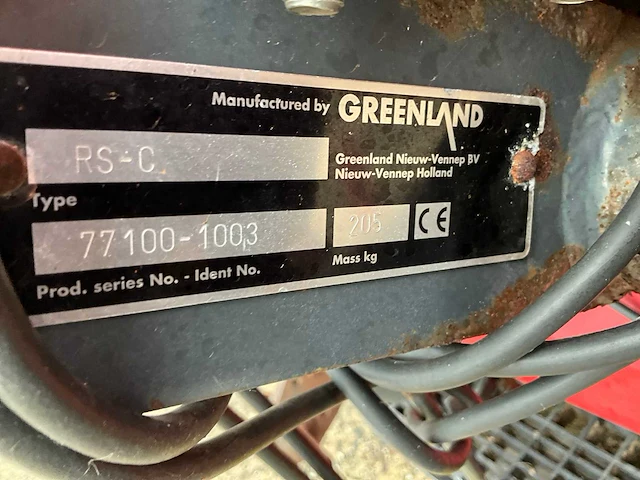 Manufactured by GREENLAND
RS-C
Greenland Nieuw-Vennep BV
Nieuw-Vennep Holland
Type
77100-1003
205
CE
Prod. series No. - Ident No.
Mass kg